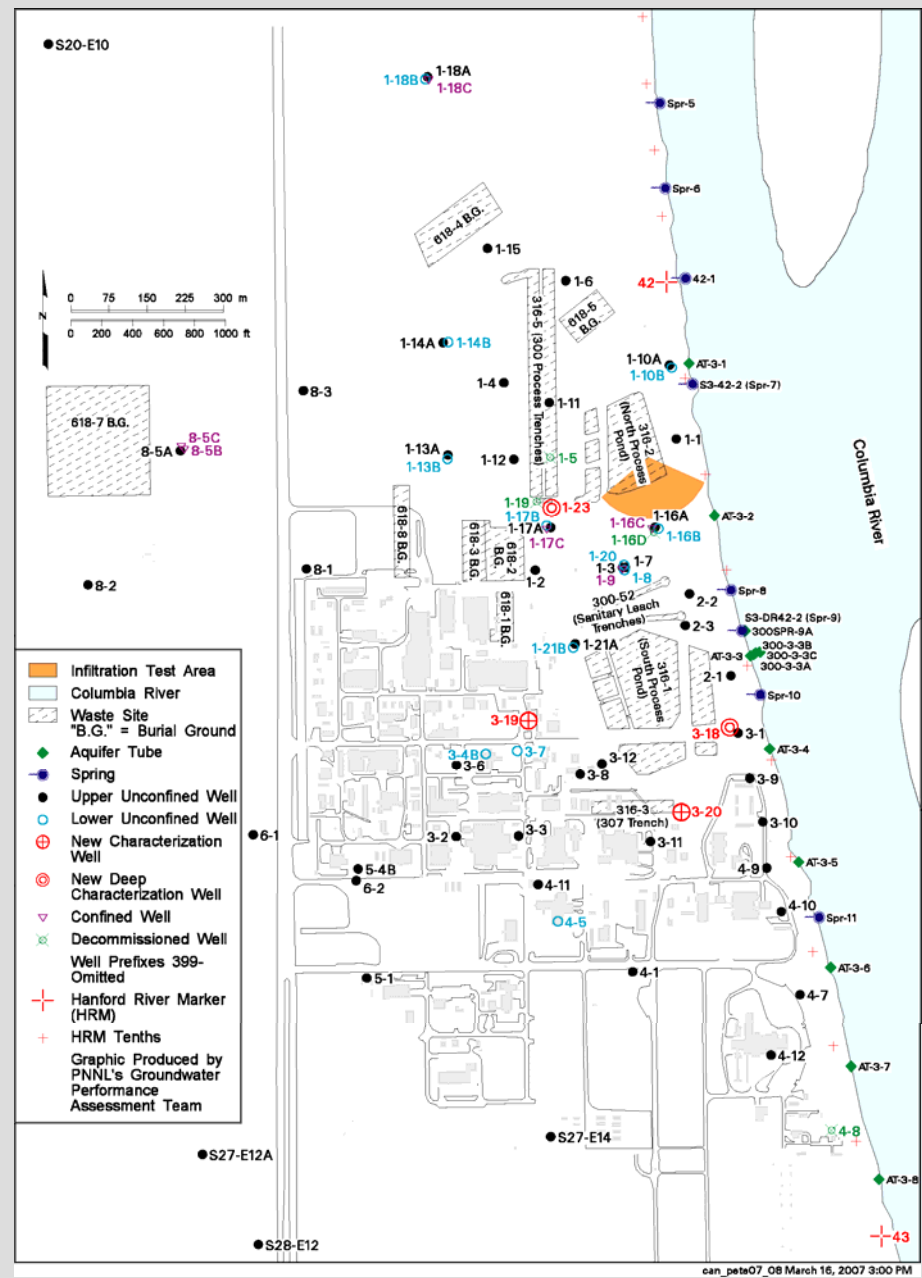 S20-E10
1-18A
1-18B
1-18C
Spr-5
Spr-6
618-4 B.G.
1-15
1-6
42
42-1
0 75 150 225 300 m
N
0 200 400 600 800 1000 ft
316-5 (300 Process Trenches)
618-5
B.G.
1-14A
1-14B
1-10A
1-10B
AT-3-1
S3-42-2 (Spr-7)
8-3
1-4
1-11
618-7 B.G.
8-5C
8-5A
8-5B
1-13A
1-13B
1-12
1-5
316-2
(North Process
Pond)
1-1
Columbia River
1-19
1-23
1-17B
1-17A
1-17C
1-16C
1-16A
1-16D
1-16B
AT-3-2
618-8 B.G.
618-3 B.G.
618-2
B.G.
8-1
8-2
1-2
1-20
1-7
1-3
1-9
1-8
300-52
(Sanitary Leach
Trenches)
2-2
2-3
Spr-8
618-1 B.G.
1-21A
1-21B
316-1
(South Process
Pond)
S3-DR42-2 (Spr-9)
300SPR-9A
300-3-3B
AT-3-3
300-3-3C
300-3-3A
2-1
Spr-10
3-19
3-18
3-1
AT-3-4
3-4B
3-7
3-6
3-12
3-8
3-9
316-3
(307 Trench)
3-20
3-10
6-1
3-2
3-3
3-11
AT-3-5
5-4B
6-2
4-11
4-9
4-5
4-10
Spr-11
5-1
4-1
AT-3-6
4-7
4-12
AT-3-7
4-8
S27-E14
S27-E12A
AT-3-8
S28-E12
43
Infiltration Test Area
Columbia River
Waste Site
"B.G." = Burial Ground
Aquifer Tube
Spring
Upper Unconfined Well
Lower Unconfined Well
New Characterization
Well
New Deep
Characterization Well
Confined Well
Decommissioned Well
Well Prefixes 399-
Omitted
Hanford River Marker
(HRM)
HRM Tenths
Graphic Produced by
PNNL's Groundwater
Performance
Assessment Team
can_pete07_08 March 16, 2007 3:00 PM